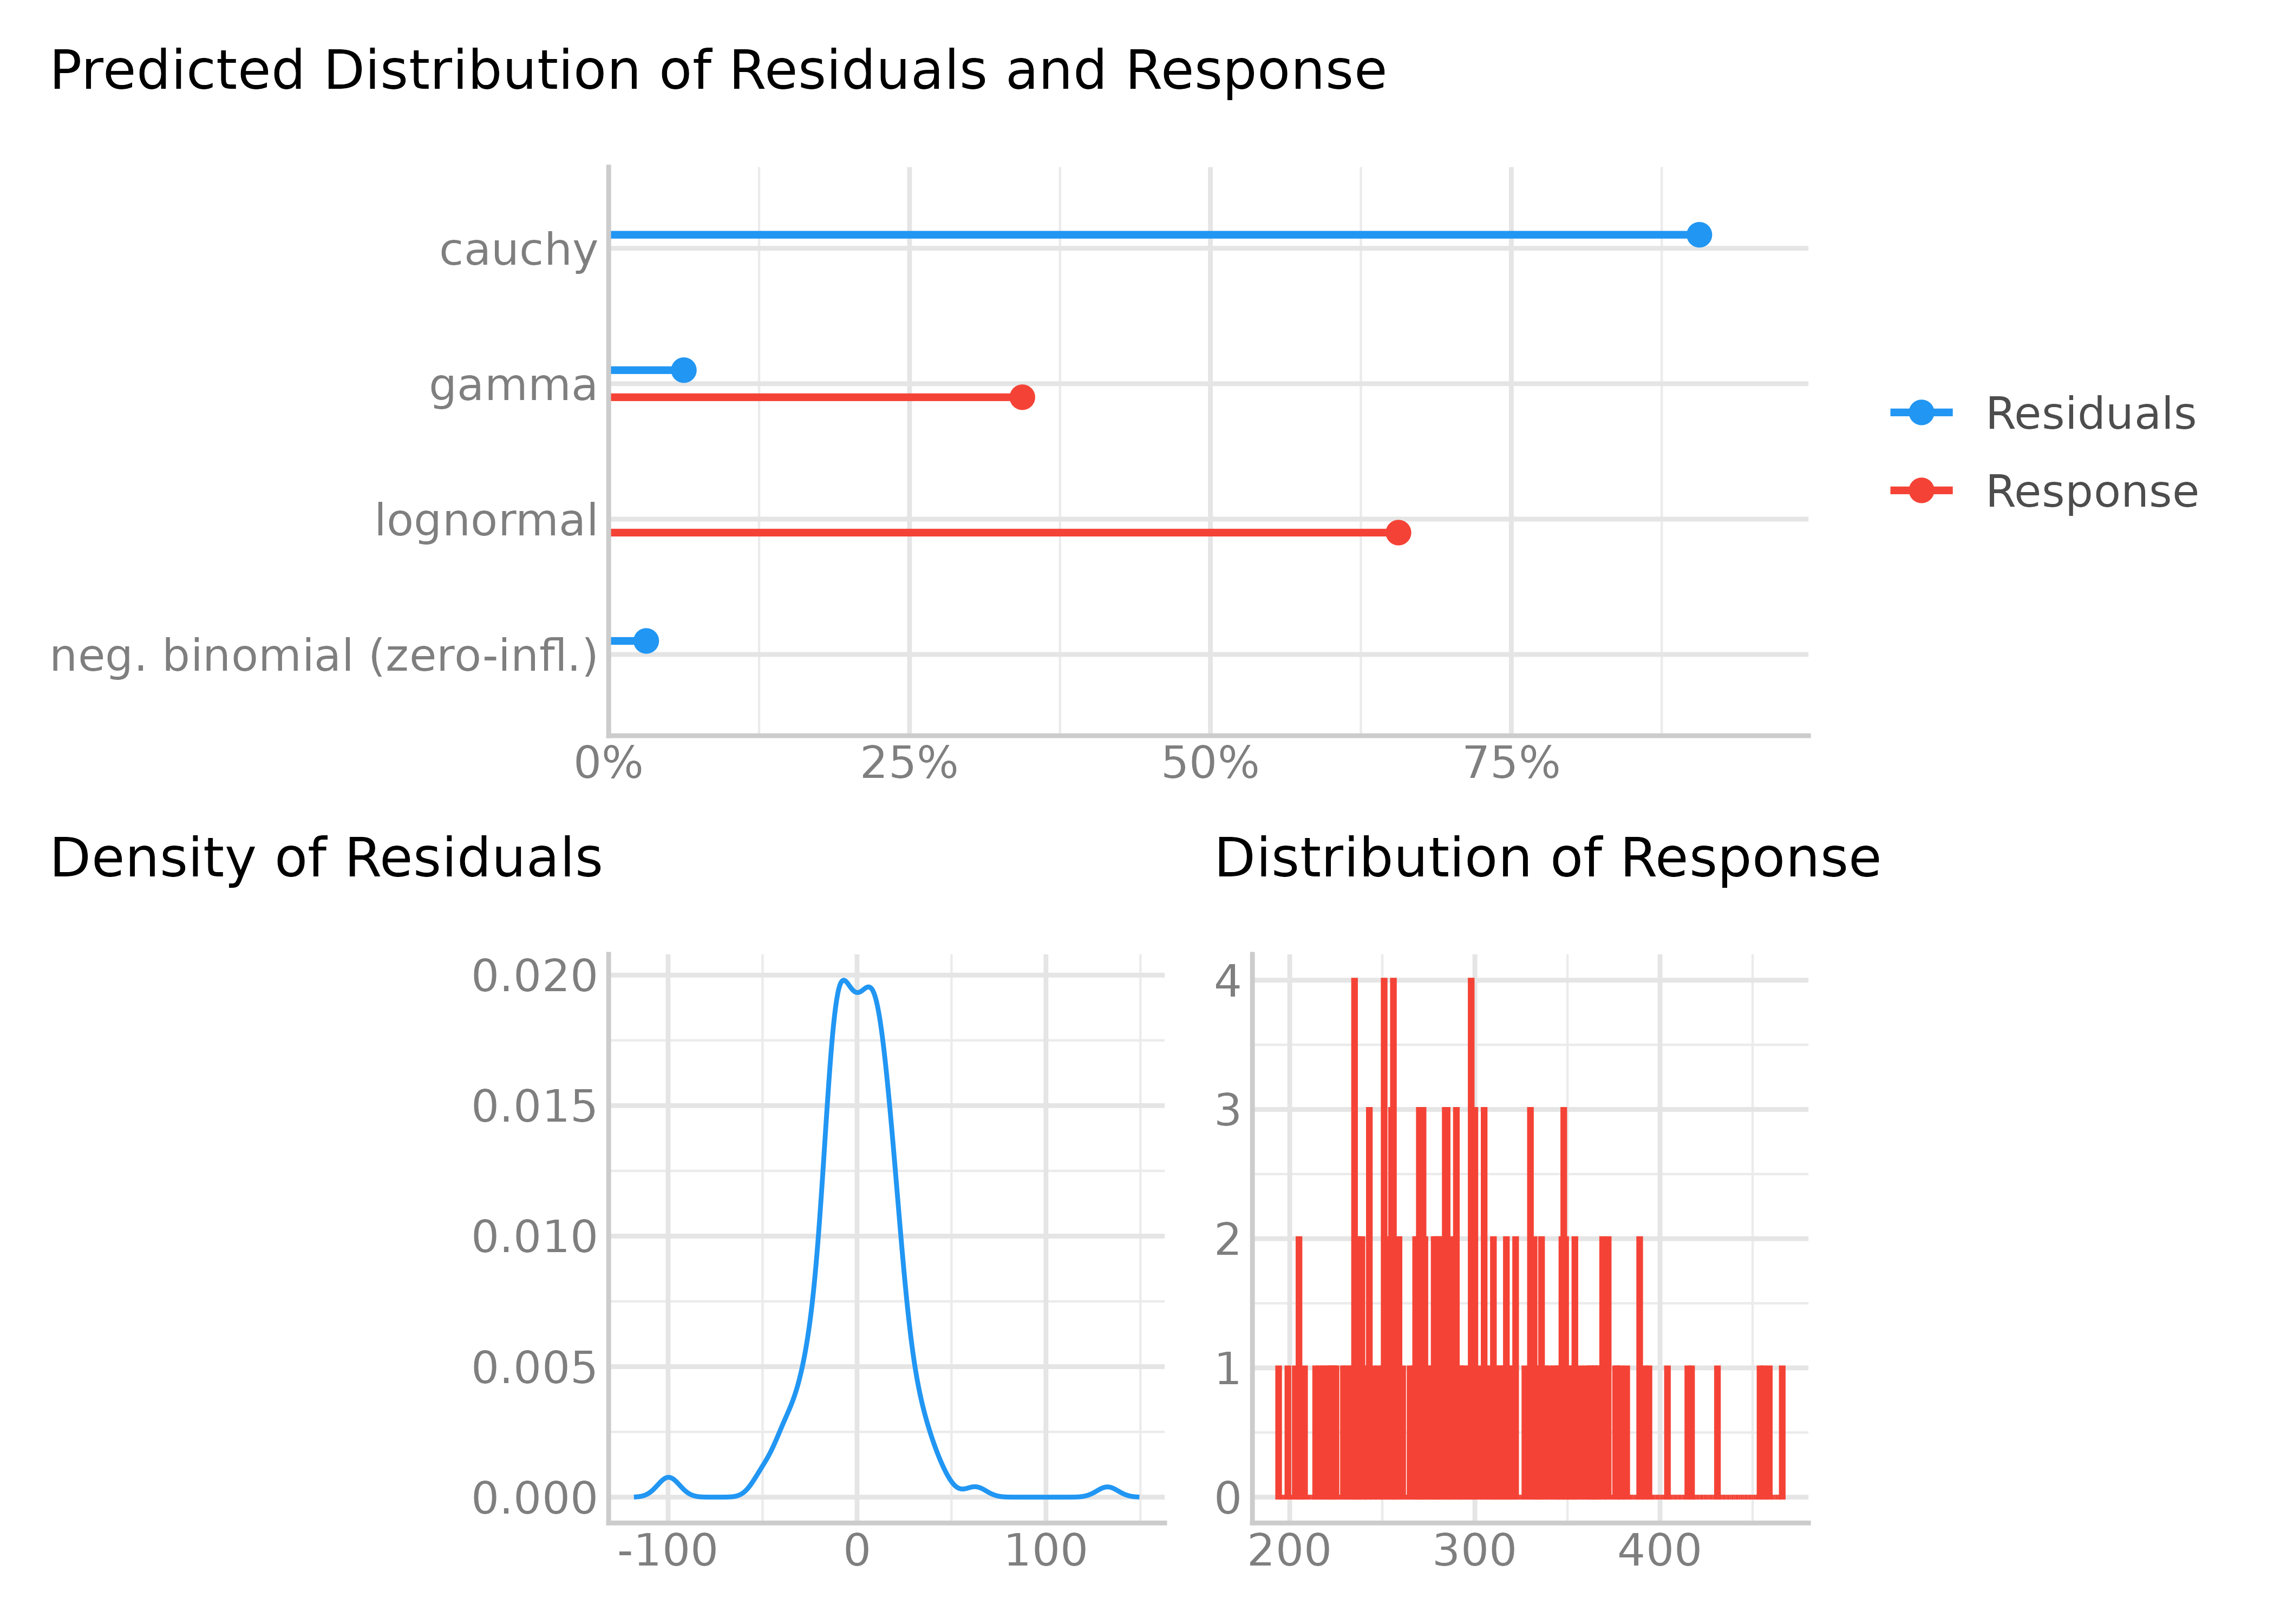 Predicted Distribution of Residuals and Response
cauchy
gamma
lognormal
neg. binomial (zero-infl.)
0% 25% 50% 75%
Residuals
Response
Density of Residuals
0.020
0.015
0.010
0.005
0.000
-100 0 100
Distribution of Response
4
3
2
1
0
200 300 400